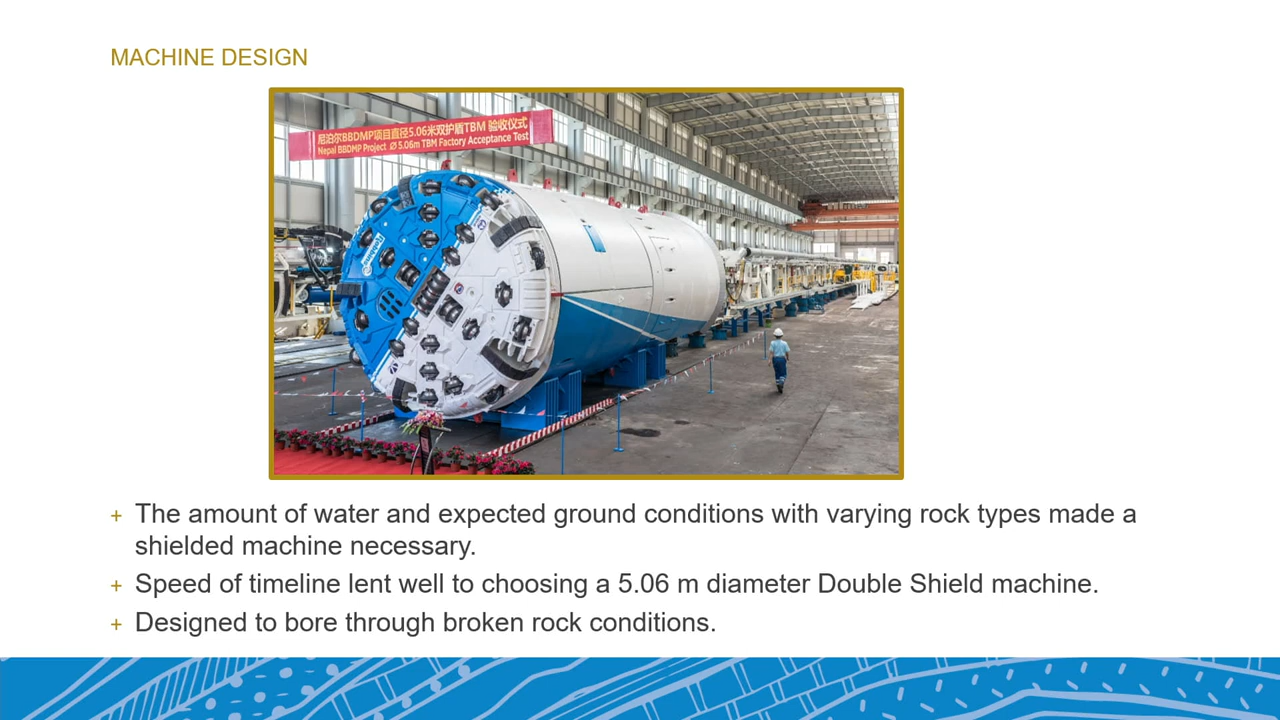 MACHINE DESIGN
尼泊尔BBDMP项目直径5.06米双护盾TBM 验收仪式
Nepal BBDMP Project Ø 5.06m TBM Factory Acceptance Test
+ The amount of water and expected ground conditions with varying rock types made a
shielded machine necessary.
+ Speed of timeline lent well to choosing a 5.06 m diameter Double Shield machine.
+ Designed to bore through broken rock conditions.